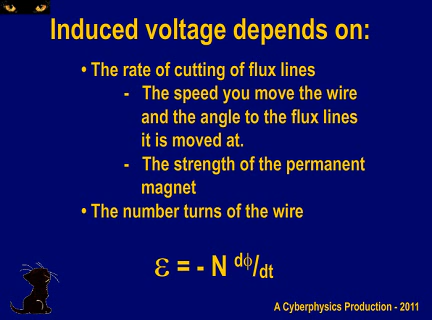 Induced voltage depends on:
• The rate of cutting of flux lines
- The speed you move the wire
and the angle to the flux lines
it is moved at.
- The strength of the permanent
magnet
• The number turns of the wire
ε = - N dϕ/dt
A Cyberphysics Production - 2011